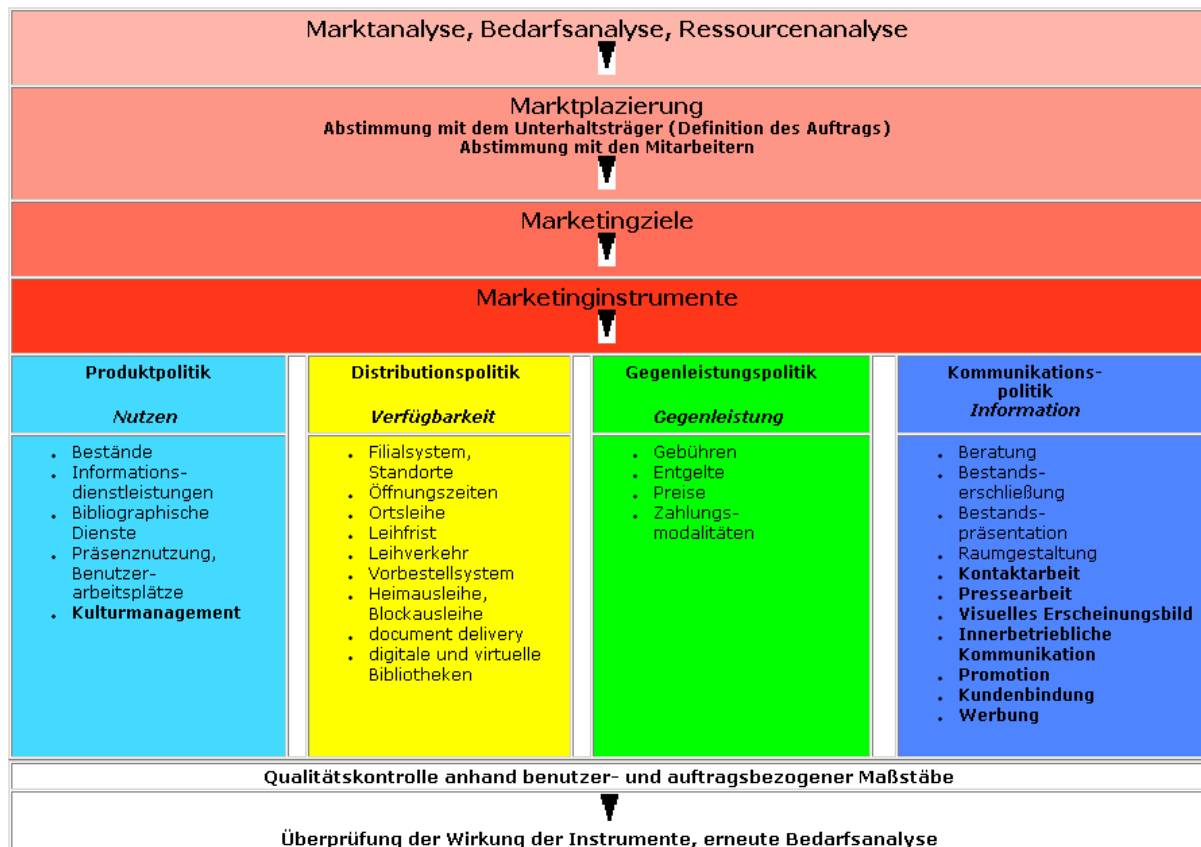 Marktanalyse, Bedarfsanalyse, Ressourcenanalyse
Marktplazierung
Abstimmung mit dem Unterhaltsträger (Definition des Auftrags)
Abstimmung mit den Mitarbeitern
Marketingziele
Marketinginstrumente
Produktpolitik
Nutzen
Bestände
Informations-
dienstleistungen
Bibliographische
Dienste
Präsenznutzung,
Benutzer-
arbeitsplätze
Kulturmanagement
Distributionspolitik
Verfügbarkeit
Filialsystem,
Standorte
Öffnungszeiten
Ortsleihe
Leihfrist
Leihverkehr
Vorbestellsystem
Heimausleihe,
Blockausleihe
document delivery
digitale und virtuelle
Bibliotheken
Gegenleistungspolitik
Gegenleistung
Gebühren
Entgelte
Preise
Zahlungs-
modalitäten
Kommunikations-
politik
Information
Beratung
Bestands-
erschließung
Bestands-
präsentation
Raumgestaltung
Kontaktarbeit
Pressearbeit
Visuelles Erscheinungsbild
Innerbetriebliche
Kommunikation
Promotion
Kundenbindung
Werbung
Qualitätskontrolle anhand benutzer- und auftragsbezogener Maßstäbe
Überprüfung der Wirkung der Instrumente, erneute Bedarfsanalyse